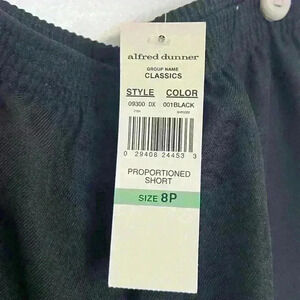 alfred dunner
GROUP NAME
CLASSICS
STYLE COLOR
09300 DX 001BLACK
0 29408 24453 3
PROPORTIONED
SHORT
SIZE 8P